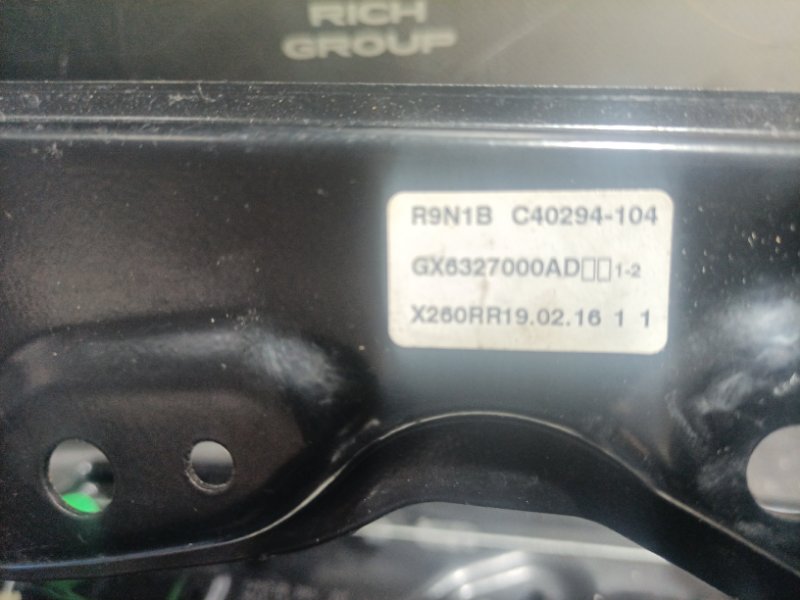 RICH
GROUP
R9N1B C40294-104
GX6327000AD□□1-2
X260RR19.02.16 1 1